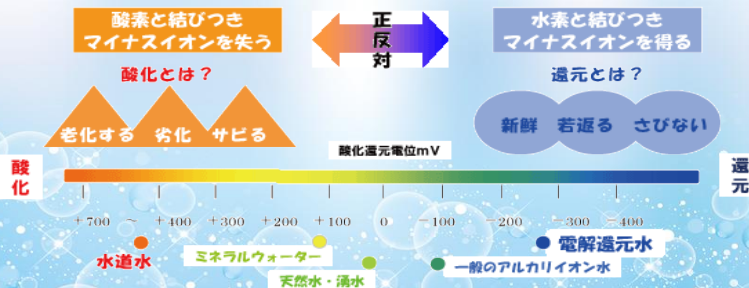 酸素と結びつき
マイナスイオンを失う
正反対
水素と結びつき
マイナスイオンを得る
酸化とは？
還元とは？
老化する 劣化 サビる
新鮮 若返る さびない
酸化還元電位mV
酸化
還元
+700 ～ +400 +300 +200 +100 0 -100 -200 -300 -400
水道水
ミネラルウォーター
天然水・湧水
一般のアルカリイオン水
電解還元水